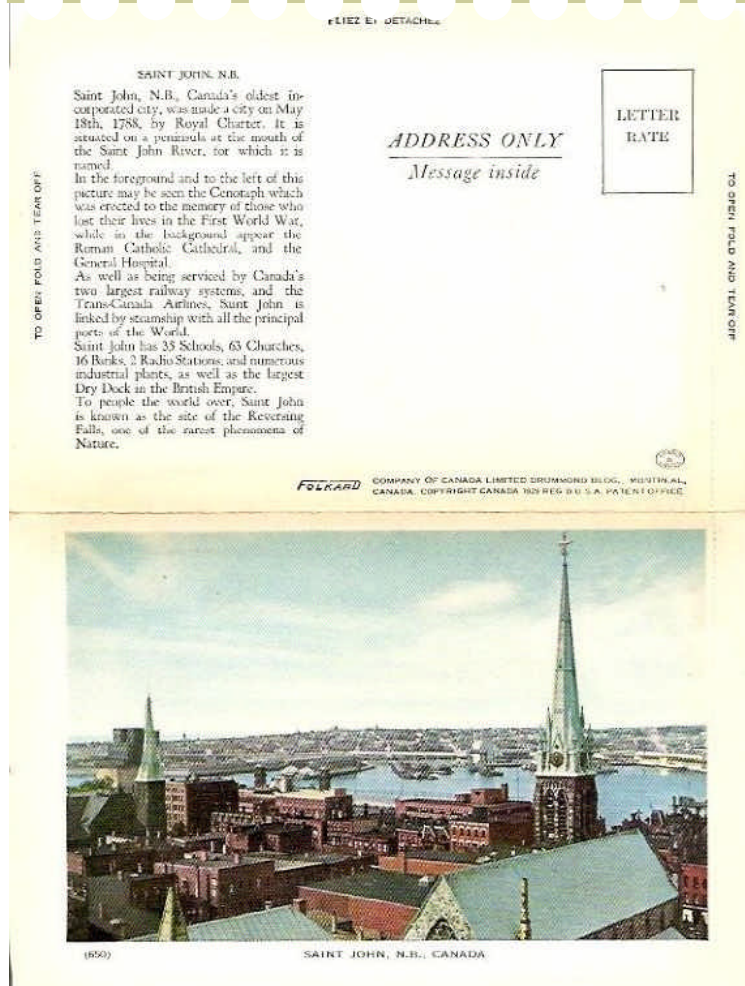 PLIEZ ET DETACHEZ
SAINT JOHN, N.B.
Saint John, N.B., Canada's oldest in-
corporated city, was made a city on May
18th, 1788, by Royal Charter. It is
situated on a peninsula at the mouth of
the Saint John River, for which it is
named.
In the foreground and to the left of this
picture may be seen the Cenotaph which
was erected to the memory of those who
lost their lives in the First World War,
while in the background appear the
Roman Catholic Cathedral, and the
General Hospital.
As well as being serviced by Canada's
two largest railway systems, and the
Trans-Canada Airlines, Saint John is
linked by steamship with all the principal
ports of the World.
Saint John has 35 Schools, 63 Churches,
16 Banks, 2 Radio Stations, and numerous
industrial plants, as well as the largest
Dry Dock in the British Empire.
To people the world over, Saint John
is known as the site of the Reversing
Falls, one of the rarest phenomena of
Nature.
TO OPEN FOLD AND TEAR OFF
ADDRESS ONLY
Message inside
LETTER
RATE
TO OPEN FOLD AND TEAR OFF
FOLKARD COMPANY OF CANADA LIMITED DRUMMOND BLDG., MONTREAL,
CANADA. COPYRIGHT CANADA 1929 REG'D U.S.A. PATENT OFFICE
(650)
SAINT JOHN, N.B., CANADA